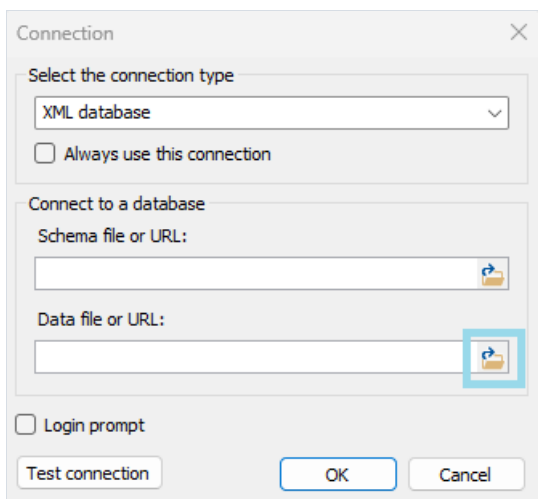 Connection
Select the connection type
XML database
Always use this connection
Connect to a database
Schema file or URL:
Data file or URL:
Login prompt
Test connection
OK
Cancel